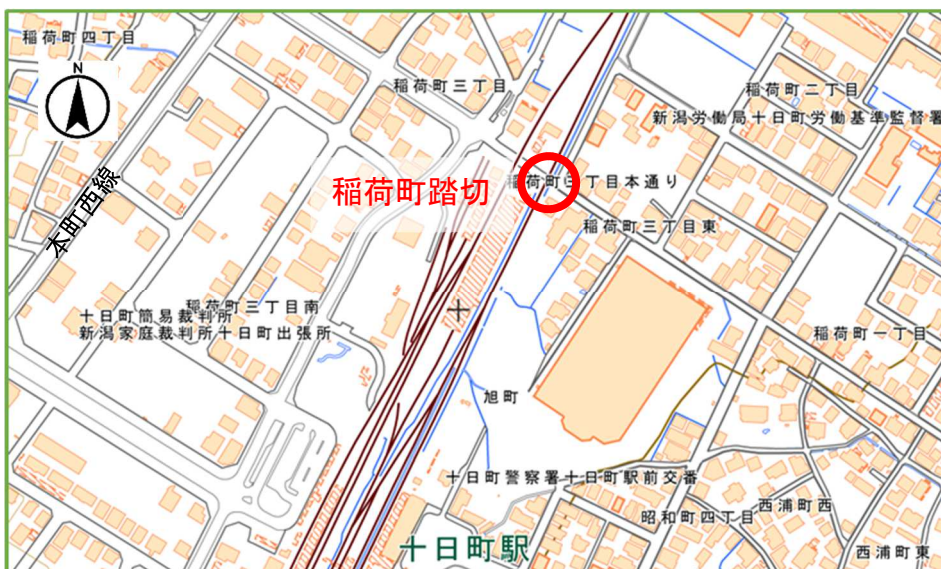 稲荷町四丁目
N
稲荷町三丁目
稲荷町二丁目
新潟労働局十日町労働基準監督署
稲荷町踏切
稲荷町三丁目本通り
本町西線
稲荷町三丁目東
稲荷町三丁目南
十日町簡易裁判所
新潟家庭裁判所十日町出張所
稲荷町一丁目
旭町
十日町警察署十日町駅前交番
西浦町西
昭和町四丁目
十日町駅
西浦町東